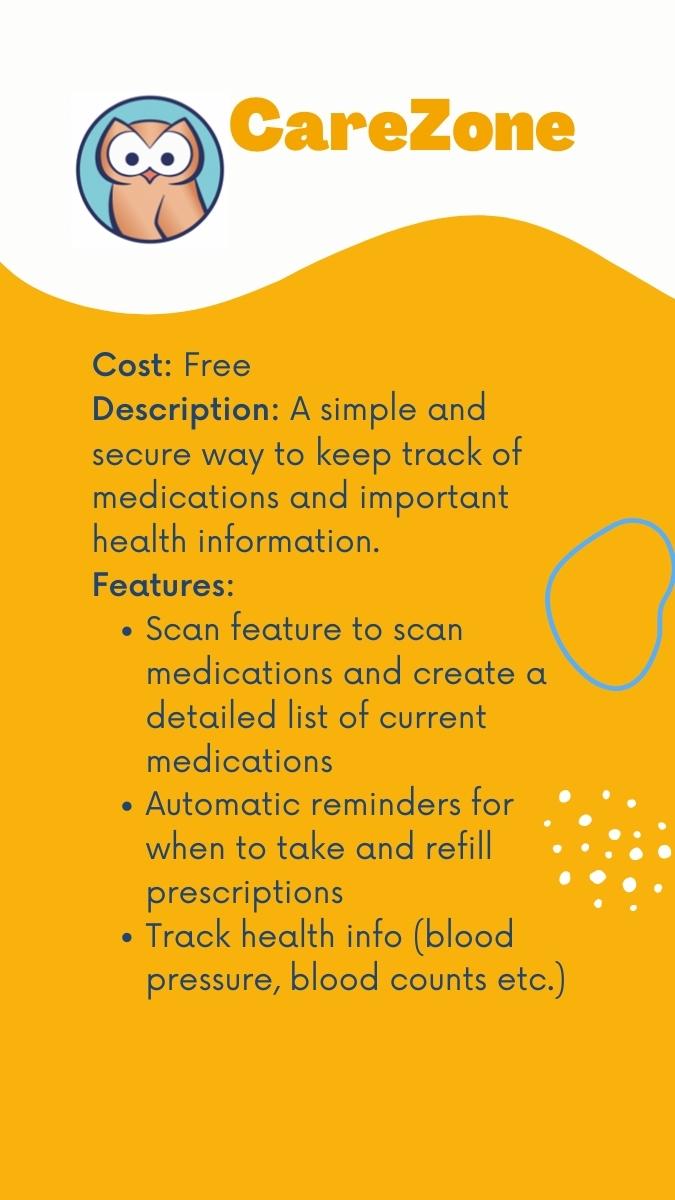 CareZone
Cost: Free
Description: A simple and
secure way to keep track of
medications and important
health information.
Features:
• Scan feature to scan
medications and create a
detailed list of current
medications
• Automatic reminders for
when to take and refill
prescriptions
• Track health info (blood
pressure, blood counts etc.)